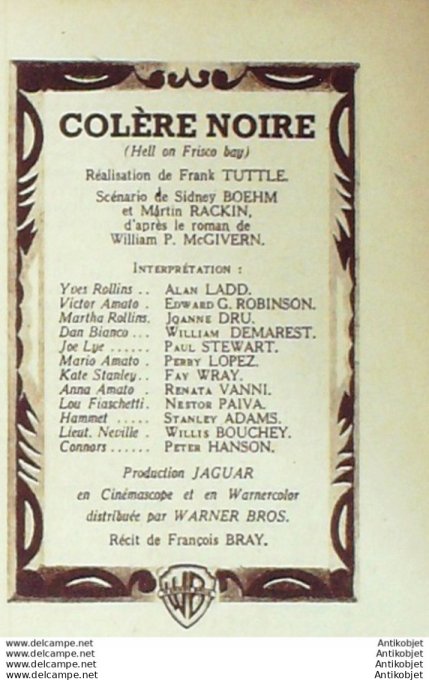 COLÈRE NOIRE
(Hell on Frisco bay)
Réalisation de Frank TUTTLE.
Scénario de Sidney BOEHM
et Martin RACKIN,
d'après le roman de
William P. McGIVERN.
INTERPRÉTATION :
Yves Rollins .. ALAN LADD.
Victor Amato . EDWARD G. ROBINSON.
Martha Rollins. JOANNE DRU.
Dan Bianco ... WILLIAM DEMAREST.
Joe Lye ...... PAUL STEWART.
Mario Amato . PERRY LOPEZ.
Kate Stanley .. FAY WRAY.
Anna Amato . RENATA VANNI.
Lou Fiaschetti. NESTOR PAIVA.
Hammet ..... STANLEY ADAMS.
Lieut. Neville . WILLIS BOUCHEY.
Connors ...... PETER HANSON.
Production JAGUAR
en Cinémascope et en Warnercolor
distribuée par WARNER BROS.
Récit de François BRAY.
WB
www.delcampe.net Antikobjet
www.delcampe.net Antikobjet
www.delcampe.net Antikobjet
www.delcampe.net Antikobjet